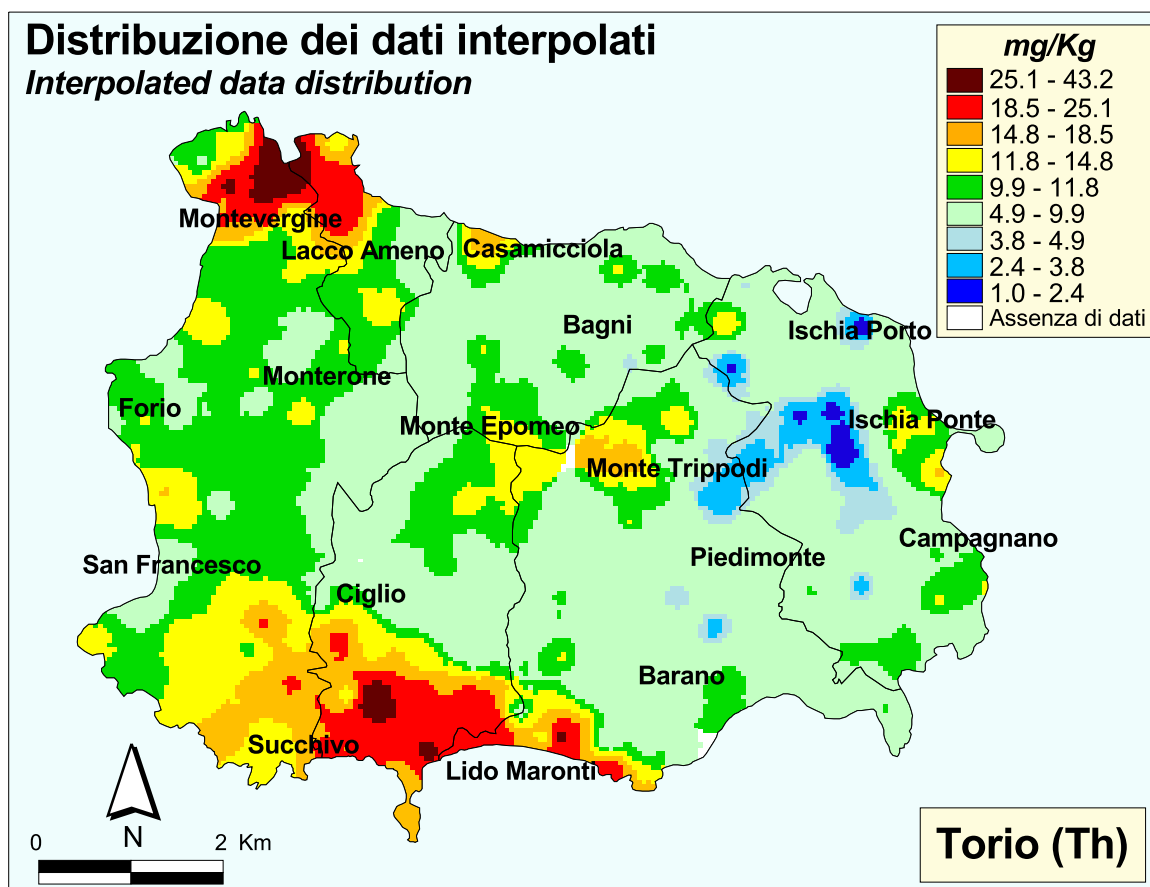 Distribuzione dei dati interpolati
Interpolated data distribution
mg/Kg
25.1 - 43.2
18.5 - 25.1
14.8 - 18.5
11.8 - 14.8
9.9 - 11.8
4.9 - 9.9
3.8 - 4.9
2.4 - 3.8
1.0 - 2.4
Assenza di dati
Montevergine
Lacco Ameno
Casamicciola
Bagni
Ischia Porto
Monterone
Forio
Monte Epomeo
Ischia Ponte
Monte Trippodi
Campagnano
Piedimonte
San Francesco
Ciglio
Barano
Succhivo
Lido Maronti
N
0 2 Km
Torio (Th)